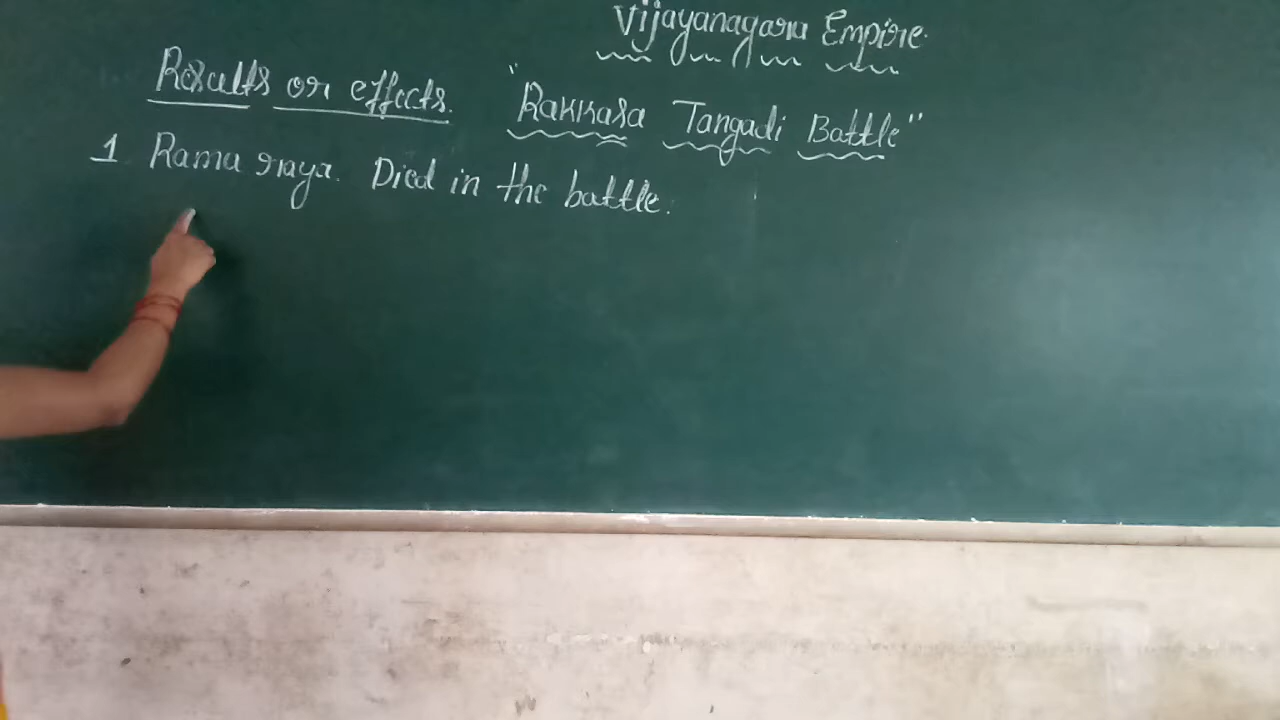 Vijayanagara Empire.
Results or effects. "Rakkasa Tangadi Battle"
1 Rama raya. Died in the battle.